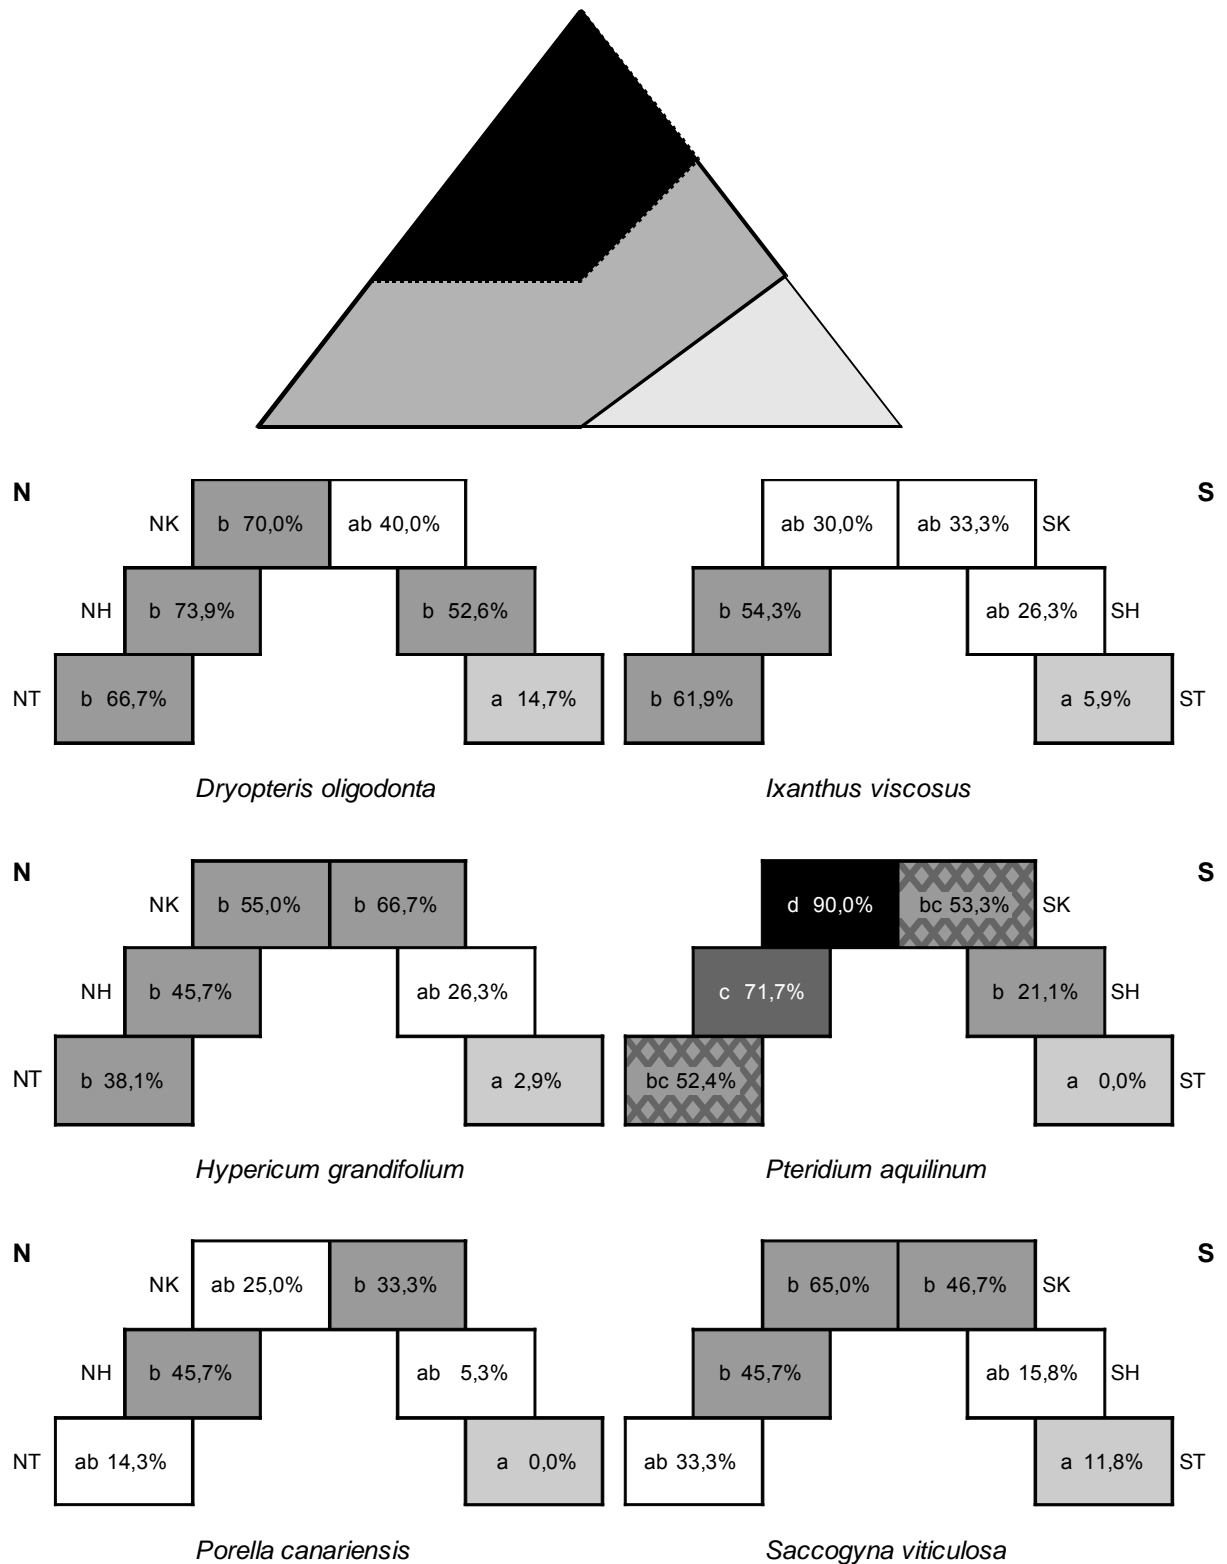 N S
NK b 70,0% ab 40,0% ab 30,0% ab 33,3% SK
NH b 73,9% b 52,6% b 54,3% ab 26,3% SH
NT b 66,7% a 14,7% b 61,9% a 5,9% ST
Dryopteris oligodonta Ixanthus viscosus
N S
NK b 55,0% b 66,7% d 90,0% bc 53,3% SK
NH b 45,7% ab 26,3% c 71,7% b 21,1% SH
NT b 38,1% a 2,9% bc 52,4% a 0,0% ST
Hypericum grandifolium Pteridium aquilinum
N S
NK ab 25,0% b 33,3% b 65,0% b 46,7% SK
NH b 45,7% ab 5,3% b 45,7% ab 15,8% SH
NT ab 14,3% a 0,0% ab 33,3% a 11,8% ST
Porella canariensis Saccogyna viticulosa